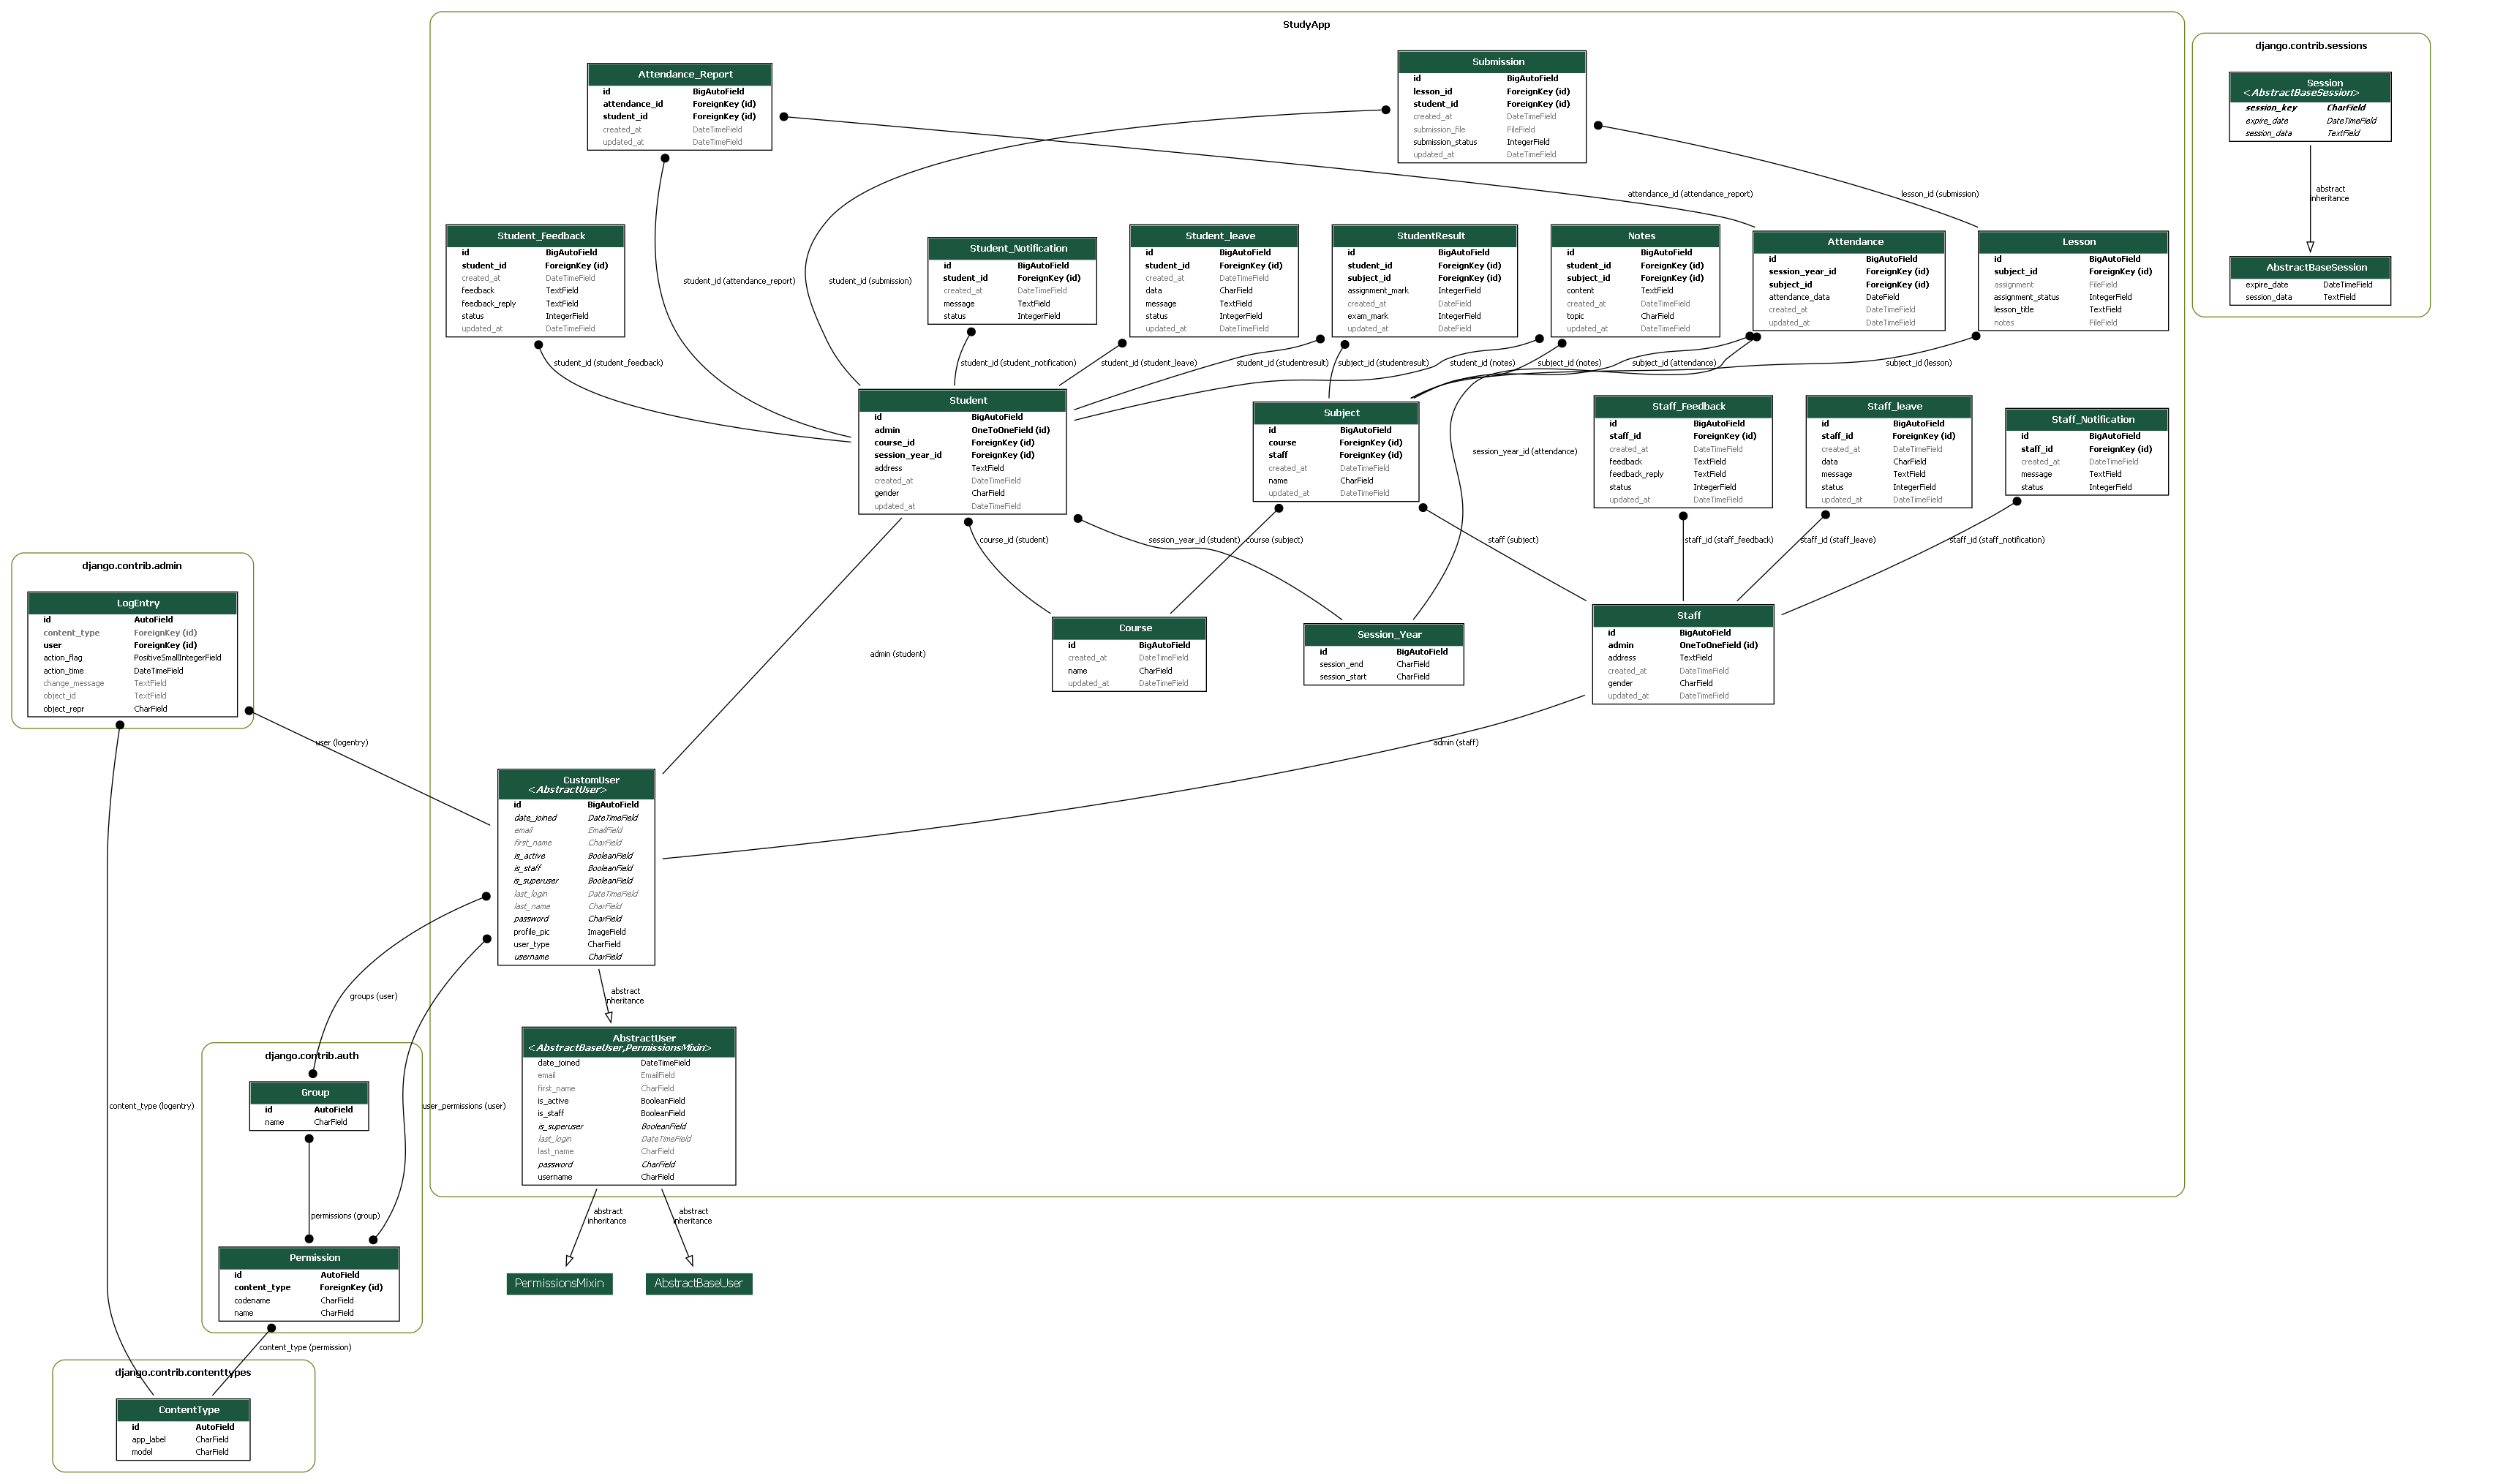 StudyApp
django.contrib.sessions
Attendance_Report
id BigAutoField
attendance_id ForeignKey (id)
student_id ForeignKey (id)
created_at DateTimeField
updated_at DateTimeField
Submission
id BigAutoField
lesson_id ForeignKey (id)
student_id ForeignKey (id)
created_at DateTimeField
submission_file FileField
submission_status IntegerField
updated_at DateTimeField
Session
<AbstractBaseSession>
session_key CharField
expire_date DateTimeField
session_data TextField
abstract
inheritance
AbstractBaseSession
expire_date DateTimeField
session_data TextField
attendance_id (attendance_report)
lesson_id (submission)
student_id (attendance_report)
student_id (submission)
Student_Feedback
id BigAutoField
student_id ForeignKey (id)
created_at DateTimeField
feedback TextField
feedback_reply TextField
status IntegerField
updated_at DateTimeField
Student_Notification
id BigAutoField
student_id ForeignKey (id)
created_at DateTimeField
message TextField
status IntegerField
Student_leave
id BigAutoField
student_id ForeignKey (id)
created_at DateTimeField
data CharField
message TextField
status IntegerField
updated_at DateTimeField
StudentResult
id BigAutoField
student_id ForeignKey (id)
subject_id ForeignKey (id)
assignment_mark IntegerField
created_at DateField
exam_mark IntegerField
updated_at DateField
Notes
id BigAutoField
student_id ForeignKey (id)
subject_id ForeignKey (id)
content TextField
created_at DateTimeField
topic CharField
updated_at DateTimeField
Attendance
id BigAutoField
session_year_id ForeignKey (id)
subject_id ForeignKey (id)
attendance_data DateField
created_at DateTimeField
updated_at DateTimeField
Lesson
id BigAutoField
subject_id ForeignKey (id)
assignment FileField
assignment_status IntegerField
lesson_title TextField
notes FileField
student_id (student_feedback)
student_id (student_notification)
student_id (student_leave)
student_id (studentresult)
subject_id (studentresult)
student_id (notes)
subject_id (notes)
subject_id (attendance)
subject_id (lesson)
Student
id BigAutoField
admin OneToOneField (id)
course_id ForeignKey (id)
session_year_id ForeignKey (id)
address TextField
created_at DateTimeField
gender CharField
updated_at DateTimeField
Subject
id BigAutoField
course ForeignKey (id)
staff ForeignKey (id)
created_at DateTimeField
name CharField
updated_at DateTimeField
session_year_id (attendance)
Staff_Feedback
id BigAutoField
staff_id ForeignKey (id)
created_at DateTimeField
feedback TextField
feedback_reply TextField
status IntegerField
updated_at DateTimeField
Staff_leave
id BigAutoField
staff_id ForeignKey (id)
created_at DateTimeField
data CharField
message TextField
status IntegerField
updated_at DateTimeField
Staff_Notification
id BigAutoField
staff_id ForeignKey (id)
created_at DateTimeField
message TextField
status IntegerField
course_id (student)
session_year_id (student)
course (subject)
staff (subject)
staff_id (staff_feedback)
staff_id (staff_leave)
staff_id (staff_notification)
django.contrib.admin
LogEntry
id AutoField
content_type ForeignKey (id)
user ForeignKey (id)
action_flag PositiveSmallIntegerField
action_time DateTimeField
change_message TextField
object_id TextField
object_repr CharField
admin (student)
Course
id BigAutoField
created_at DateTimeField
name CharField
updated_at DateTimeField
Session_Year
id BigAutoField
session_end CharField
session_start CharField
Staff
id BigAutoField
admin OneToOneField (id)
address TextField
created_at DateTimeField
gender CharField
updated_at DateTimeField
user (logentry)
admin (staff)
CustomUser
<AbstractUser>
id BigAutoField
date_joined DateTimeField
email EmailField
first_name CharField
is_active BooleanField
is_staff BooleanField
is_superuser BooleanField
last_login DateTimeField
last_name CharField
password CharField
profile_pic ImageField
user_type CharField
username CharField
groups (user)
abstract
inheritance
AbstractUser
<AbstractBaseUser,PermissionsMixin>
date_joined DateTimeField
email EmailField
first_name CharField
is_active BooleanField
is_staff BooleanField
is_superuser BooleanField
last_login DateTimeField
last_name CharField
password CharField
username CharField
django.contrib.auth
Group
id AutoField
name CharField
content_type (logentry)
user_permissions (user)
permissions (group)
abstract
inheritance
abstract
inheritance
Permission
id AutoField
content_type ForeignKey (id)
codename CharField
name CharField
PermissionsMixin
AbstractBaseUser
content_type (permission)
django.contrib.contenttypes
ContentType
id AutoField
app_label CharField
model CharField